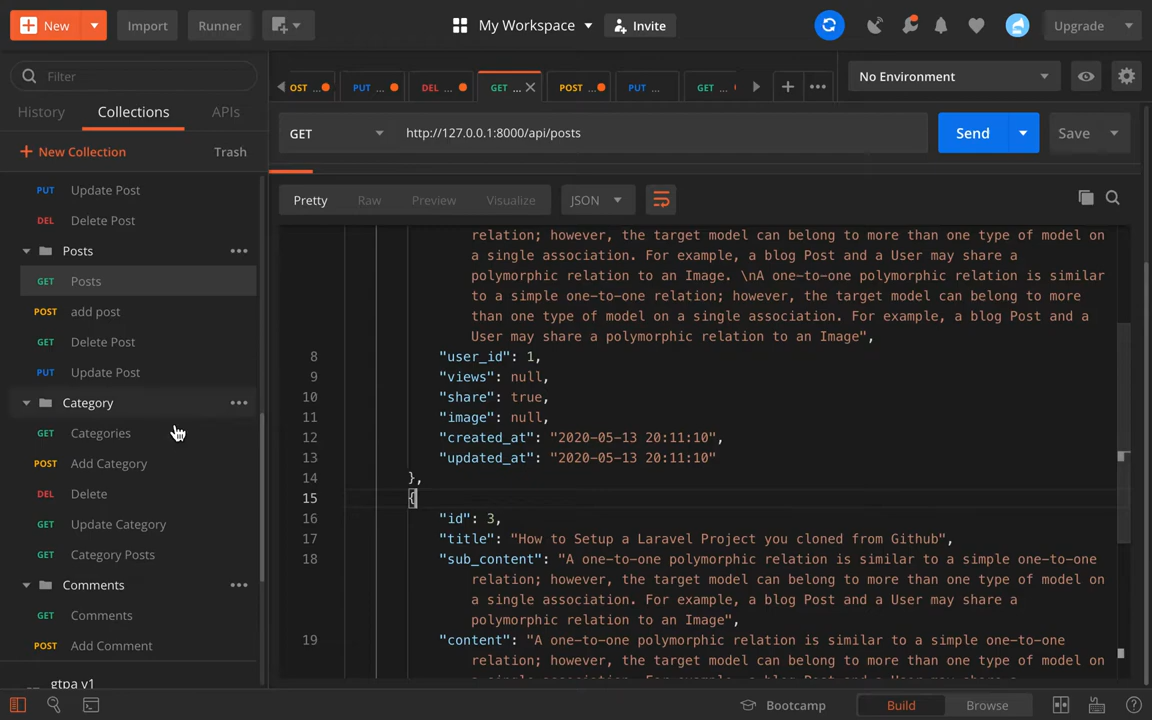 New
Import
Runner
My Workspace
Invite
Upgrade
Filter
History
Collections
APIs
New Collection
Trash
PUT Update Post
DEL Delete Post
Posts
GET Posts
POST add post
DEL Delete Post
PUT Update Post
Category
GET Categories
POST Add Category
DEL Delete
GET Update Category
GET Category Posts
Comments
GET Comments
POST Add Comment
gtpa v1
OST ...
PUT ...
DEL ...
GET ...
POST ...
PUT ...
GET ...
No Environment
GET
http://127.0.0.1:8000/api/posts
Send
Save
Pretty
Raw
Preview
Visualize
JSON
relation; however, the target model can belong to more than one type of model on
a single association. For example, a blog Post and a User may share a
polymorphic relation to an Image. \nA one-to-one polymorphic relation is similar
to a simple one-to-one relation; however, the target model can belong to more
than one type of model on a single association. For example, a blog Post and a
User may share a polymorphic relation to an Image",
8 "user_id": 1,
9 "views": null,
10 "share": true,
11 "image": null,
12 "created_at": "2020-05-13 20:11:10",
13 "updated_at": "2020-05-13 20:11:10"
14 },
15 {
16 "id": 3,
17 "title": "How to Setup a Laravel Project you cloned from Github",
18 "sub_content": "A one-to-one polymorphic relation is similar to a simple one-to-one
relation; however, the target model can belong to more than one type of model on
a single association. For example, a blog Post and a User may share a
polymorphic relation to an Image",
19 "content": "A one-to-one polymorphic relation is similar to a simple one-to-one
relation; however, the target model can belong to more than one type of model on
Bootcamp
Build
Browse